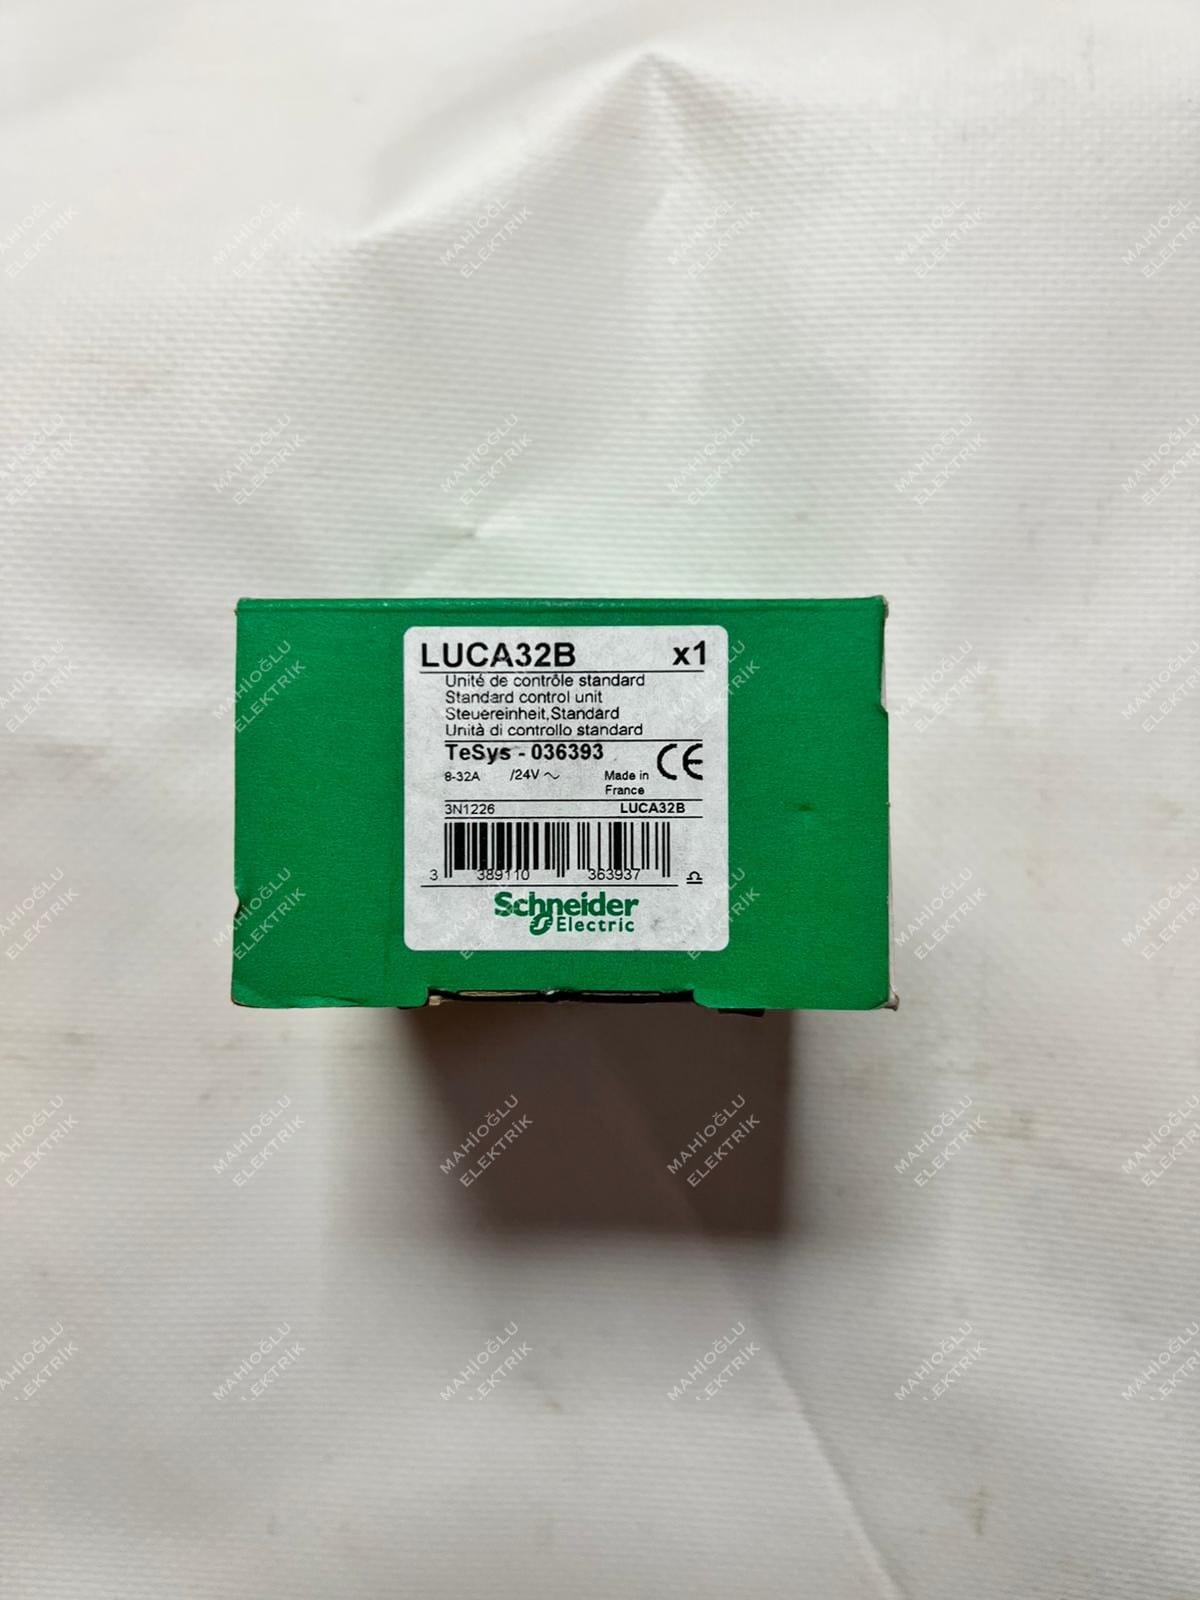 LUCA32B x1
Unité de contrôle standard
Standard control unit
Steuereinheit,Standard
Unità di controllo standard
TeSys - 036393
8-32A /24V ~ Made in
France
CE
3N1226 LUCA32B
3 389110 363937
Schneider
Electric
MAHİOĞLU
ELEKTRİK